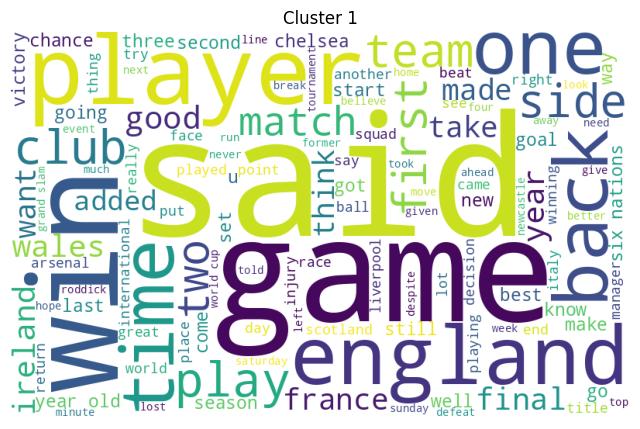 Cluster 1
victory
chance
three
second
line
chelsea
try
thing
next
player
tournament
break
team
one
way
another
home
start
believe
beat
made
see
four
right
look
side
going
event
good
match
face
run
squad
first
take
goal
away
need
club
much
really
never
former
say
took
ahead
came
give
want
grand slam
win
added
said
played
point
u
think
got
ball
move
given
new
newcastle
year
winning
better
back
six nations
wales
put
set
arsenal
time
two
game
told
injury
race
liverpool
despite
lot
decision
italy
best
manager
ireland
roddick
hope
last
international
great
place
come
world cup
left
know
make
return
day
scotland
still
playing
week
end
world
saturday
play
england
year old
minute
lost
season
france
sunday
well
defeat
final
title
go
top